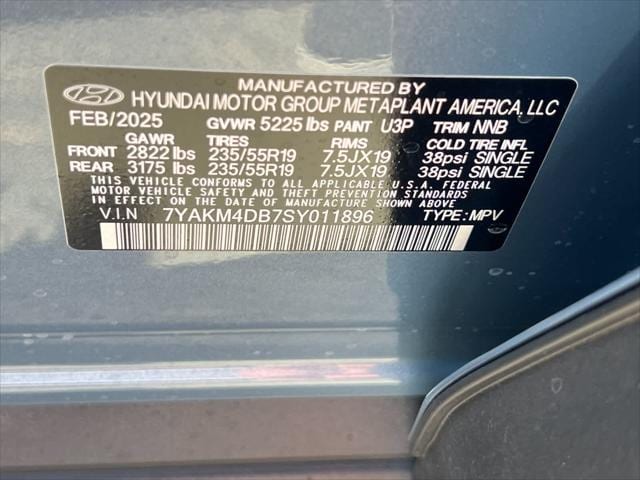 MANUFACTURED BY
HYUNDAI MOTOR GROUP METAPLANT AMERICA, LLC
FEB/2025 GVWR 5225 lbs PAINT U3P TRIM NNB
GAWR TIRES RIMS COLD TIRE INFL
FRONT 2822 lbs 235/55R19 7.5JX19 38psi SINGLE
REAR 3175 lbs 235/55R19 7.5JX19 38psi SINGLE
THIS VEHICLE CONFORMS TO ALL APPLICABLE U.S.A. FEDERAL
MOTOR VEHICLE SAFETY, BUMPER, AND THEFT PREVENTION STANDARDS
IN EFFECT ON THE DATE OF MANUFACTURE SHOWN ABOVE.
V.I.N 7YAKM4DB7SY011896 TYPE:MPV